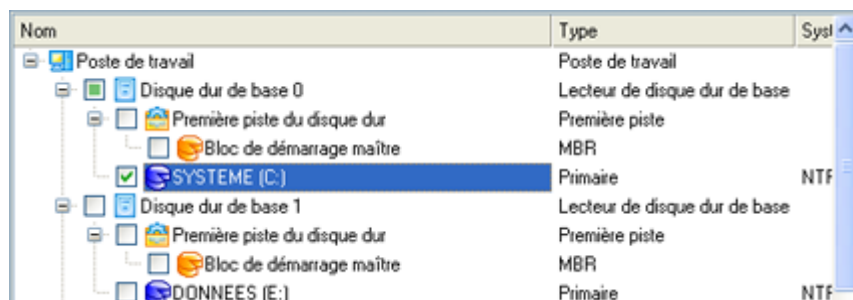 Nom Type
Poste de travail Poste de travail
Disque dur de base 0 Lecteur de disque dur de base
Première piste du disque dur Première piste
Bloc de démarrage maître MBR
SYSTEME (C:) Primaire
Disque dur de base 1 Lecteur de disque dur de base
Première piste du disque dur Première piste
Bloc de démarrage maître MBR
DONNEES (E:) Primaire